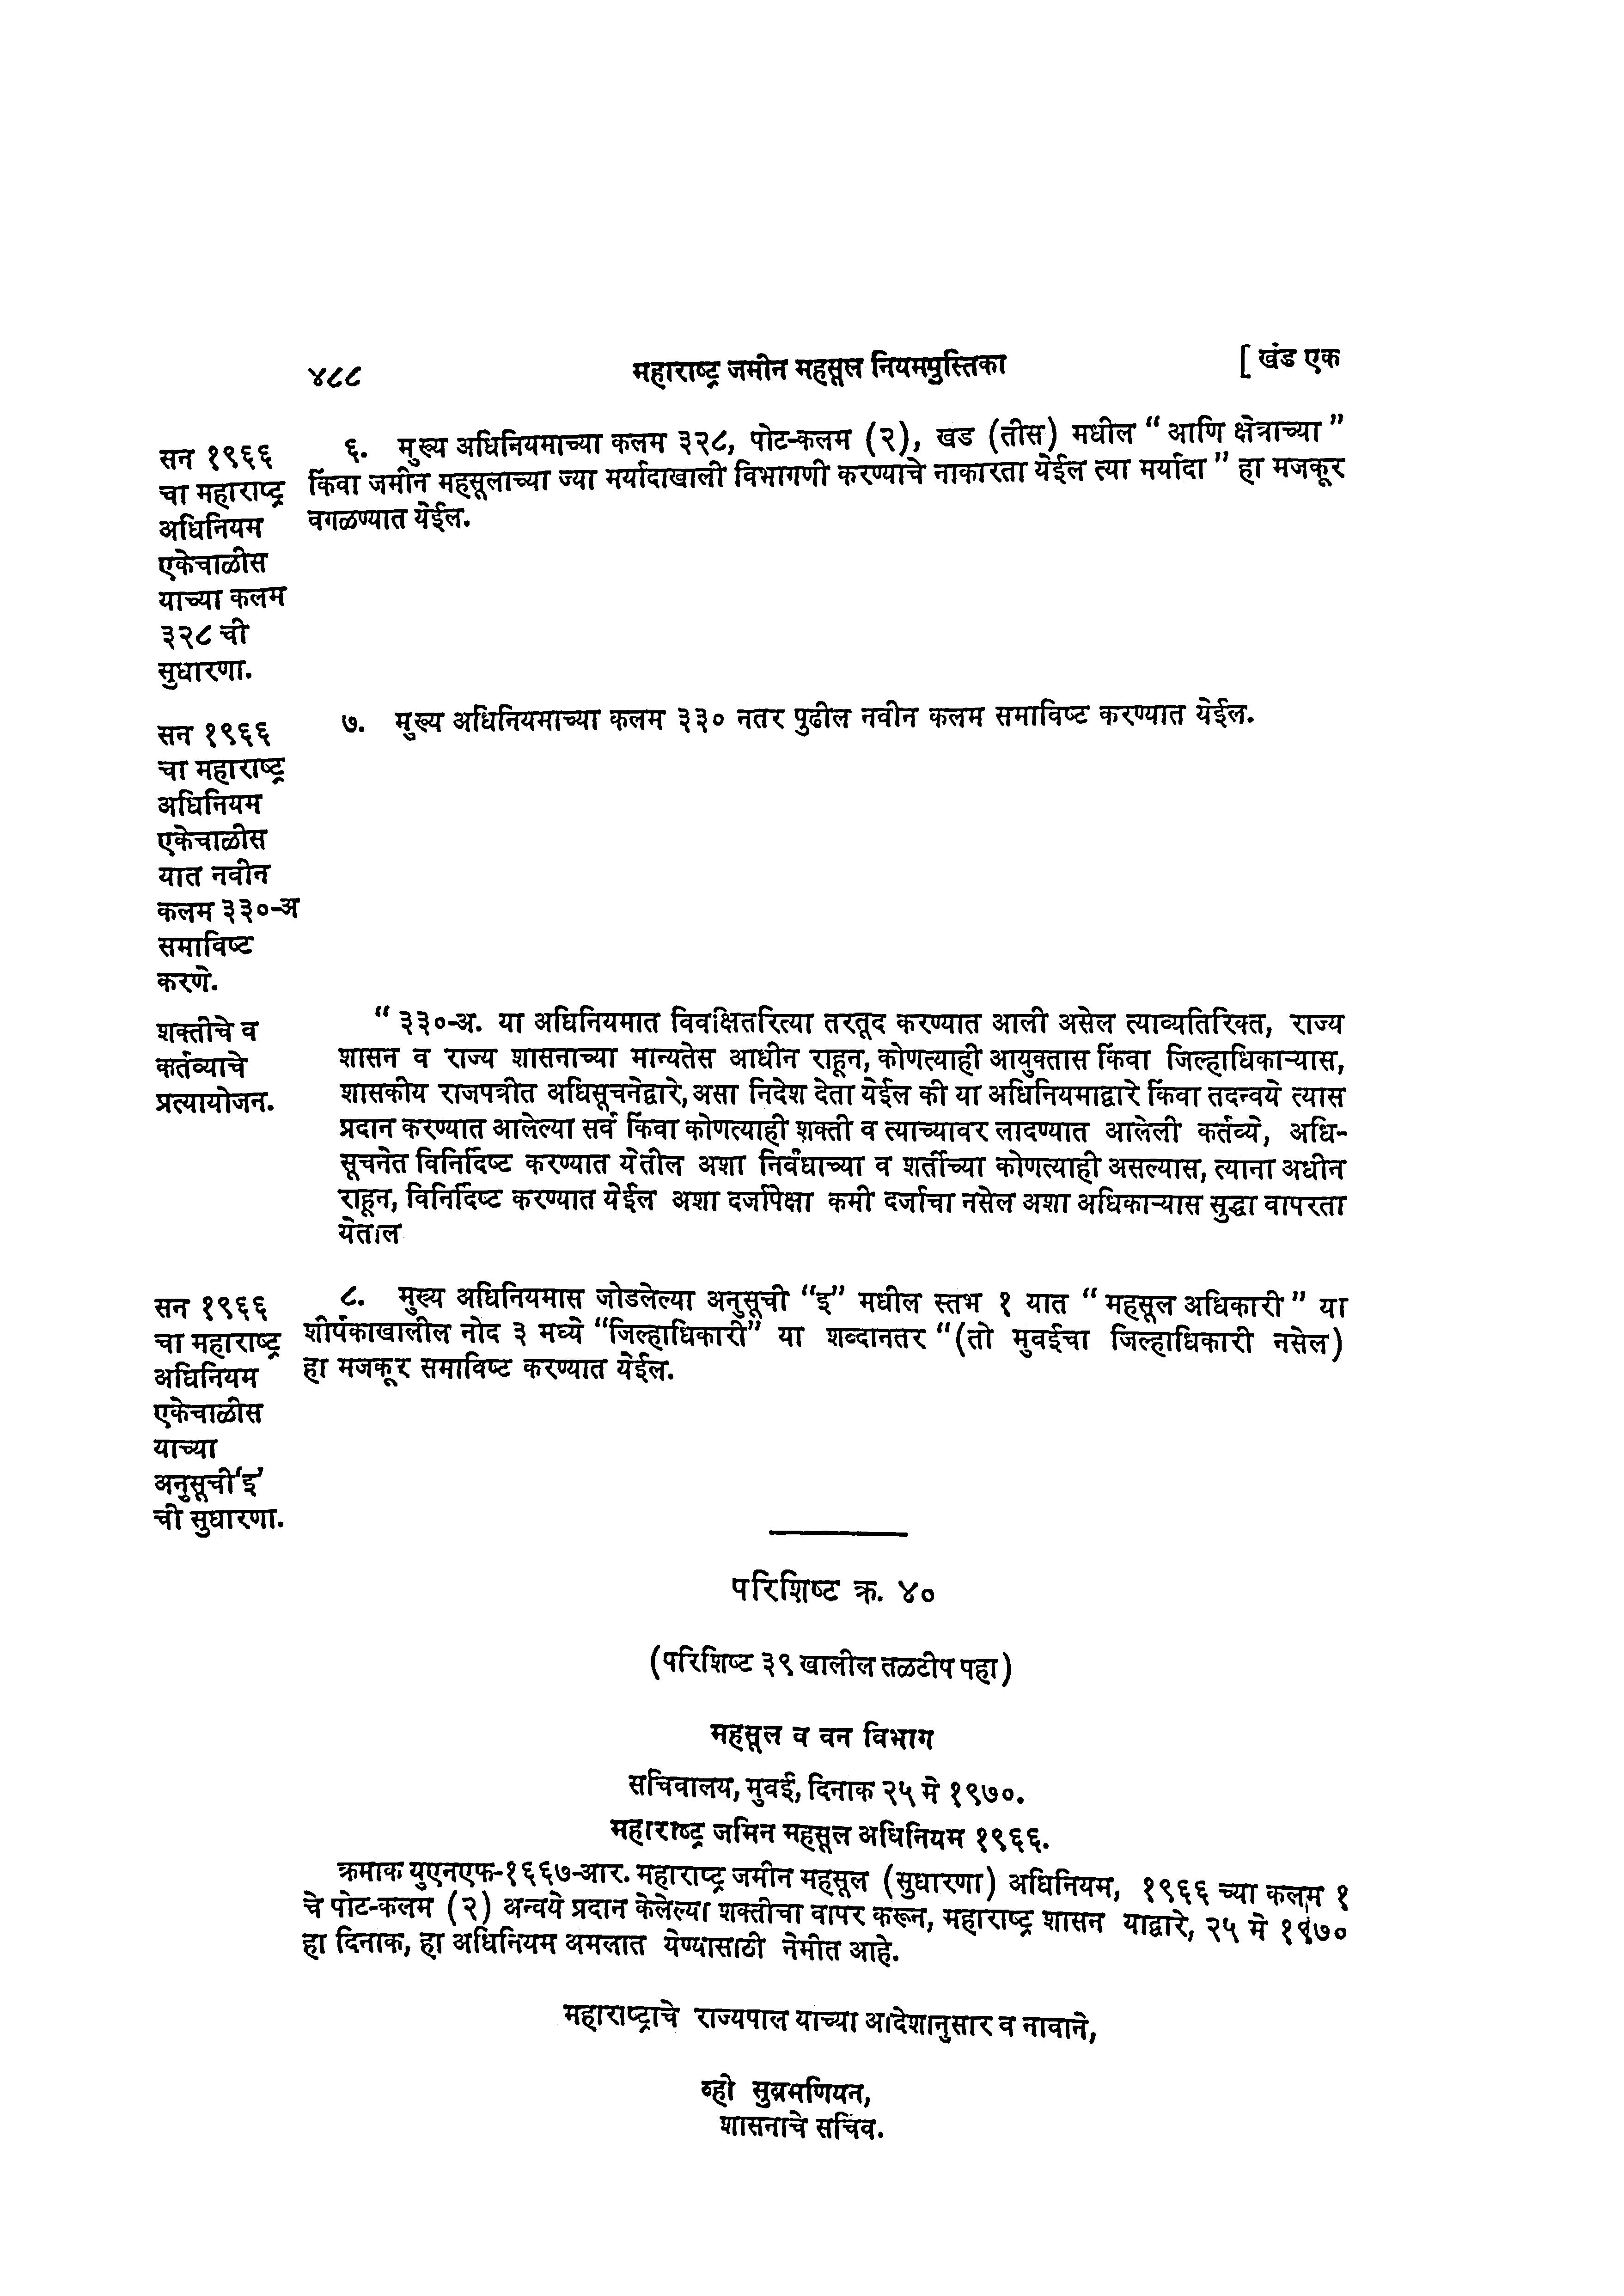 ४८८ महाराष्ट्र जमीन महसूल नियमपुस्तिका [ खंड एक
सन १९६६
चा महाराष्ट्र
अधिनियम
एकेचाळीस
याच्या कलम
३२८ ची
सुधारणा.
६. मुख्य अधिनियमाच्या कलम ३२८, पोट-कलम (२), खड (तीस) मधील “ आणि क्षेत्राच्या ”
किंवा जमीन महसूलाच्या ज्या मर्यादाखाली विभागणी करण्याचे नाकारता येईल त्या मर्यादा ” हा मजकूर
वगळण्यात येईल.
सन १९६६
चा महाराष्ट्र
अधिनियम
एकेचाळीस
यात नवीन
कलम ३३०-अ
समाविष्ट
करणे.
७. मुख्य अधिनियमाच्या कलम ३३० नतर पुढील नवीन कलम समाविष्ट करण्यात येईल.
शक्तीचे व
कर्तव्याचे
प्रत्यायोजन.
“ ३३०-अ. या अधिनियमात विवक्षितरित्या तरतूद करण्यात आली असेल त्याव्यतिरिक्त, राज्य
शासन व राज्य शासनाच्या मान्यतेस आधीन राहून, कोणत्याही आयुक्तास किंवा जिल्हाधिकाऱ्यास,
शासकीय राजपत्रीत अधिसूचनेद्वारे, असा निदेश देता येईल की या अधिनियमाद्वारे किंवा तदन्वये त्यास
प्रदान करण्यात आलेल्या सर्व किंवा कोणत्याही शक्ती व त्याच्यावर लादण्यात आलेली कर्तव्ये, अधि-
सूचनेत विनिर्दिष्ट करण्यात येतील अशा निर्वंधाच्या व शर्तीच्या कोणत्याही असल्यास, त्याना अधीन
राहून, विनिर्दिष्ट करण्यात येईल अशा दर्जापेक्षा कमी दर्जाचा नसेल अशा अधिकाऱ्यास सुद्धा वापरता
येतील
सन १९६६
चा महाराष्ट्र
अधिनियम
एकेचाळीस
याच्या
अनुसूची‘इ’
ची सुधारणा.
८. मुख्य अधिनियमास जोडलेल्या अनुसूची “इ” मधील स्तभ १ यात “ महसूल अधिकारी ” या
शीर्षकाखालील नोद ३ मध्ये “जिल्हाधिकारी” या शब्दानतर “(तो मुवईचा जिल्हाधिकारी नसेल)
हा मजकूर समाविष्ट करण्यात येईल.
परिशिष्ट क्र. ४०
(परिशिष्ट ३९ खालील तळटीप पहा)
महसूल व वन विभाग
सचिवालय, मुवई, दिनाक २५ मे १९७०.
महाराष्ट्र जमिन महसूल अधिनियम १९६६.
क्रमाक युएनएफ-१६६७-आर. महाराष्ट्र जमीन महसूल (सुधारणा) अधिनियम, १९६६ च्या कलम १
चे पोट-कलम (२) अन्वये प्रदान केलेल्या शक्तीचा वापर करून, महाराष्ट्र शासन याद्वारे, २५ मे १९७०
हा दिनाक, हा अधिनियम अमलात येण्यासाठी नेमीत आहे.
महाराष्ट्राचे राज्यपाल याच्या आदेशानुसार व नावाने,
व्ही सुब्रमणियन,
शासनाचे सचिव.